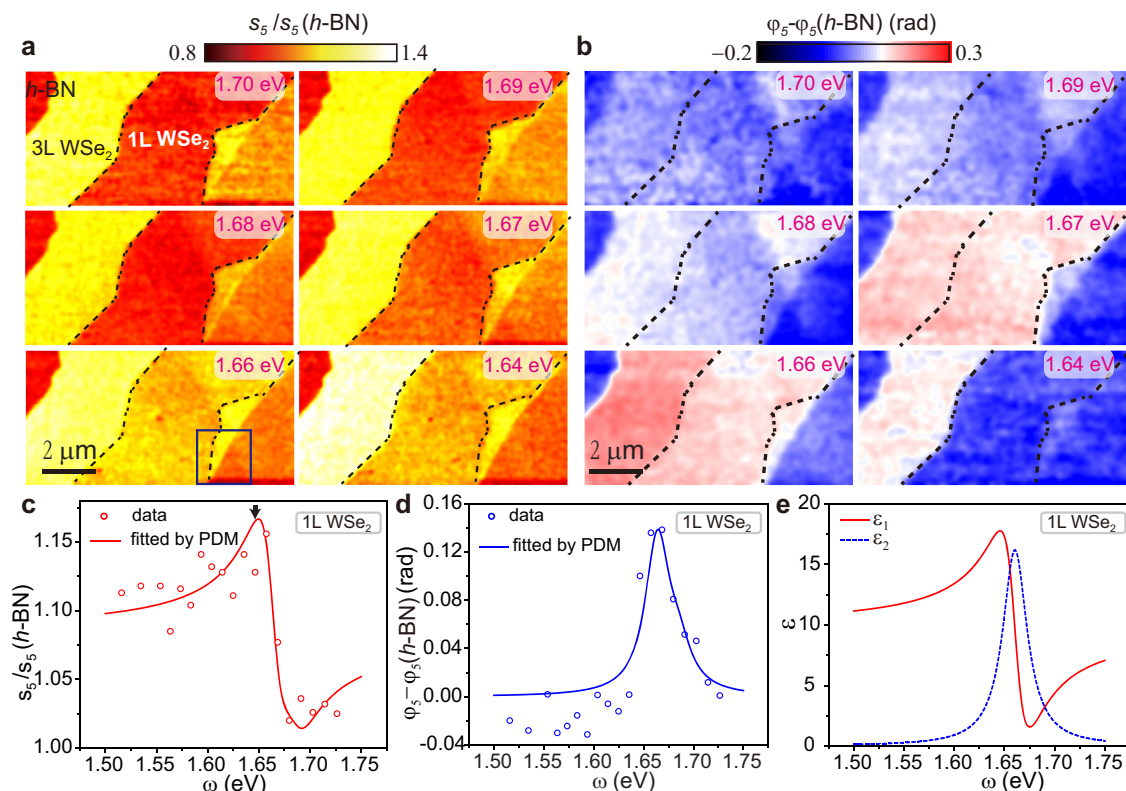 a
s₅/s₅(h-BN)
0.8
1.4
h-BN
3L WSe₂
1L WSe₂
1.70 eV
1.69 eV
1.68 eV
1.67 eV
1.66 eV
1.64 eV
2 μm
b
φ₅-φ₅(h-BN) (rad)
−0.2
0.3
1.70 eV
1.69 eV
1.68 eV
1.67 eV
1.66 eV
1.64 eV
2 μm
c
data
fitted by PDM
1L WSe₂
s₅/s₅(h-BN)
1.15
1.10
1.05
1.00
1.50 1.55 1.60 1.65 1.70 1.75
ω (eV)
d
data
fitted by PDM
1L WSe₂
φ₅−φ₅(h-BN) (rad)
0.16
0.12
0.08
0.04
0.00
-0.04
1.50 1.55 1.60 1.65 1.70 1.75
ω (eV)
e
ε₁
ε₂
1L WSe₂
ε
20
15
10
5
0
1.50 1.55 1.60 1.65 1.70 1.75
ω (eV)